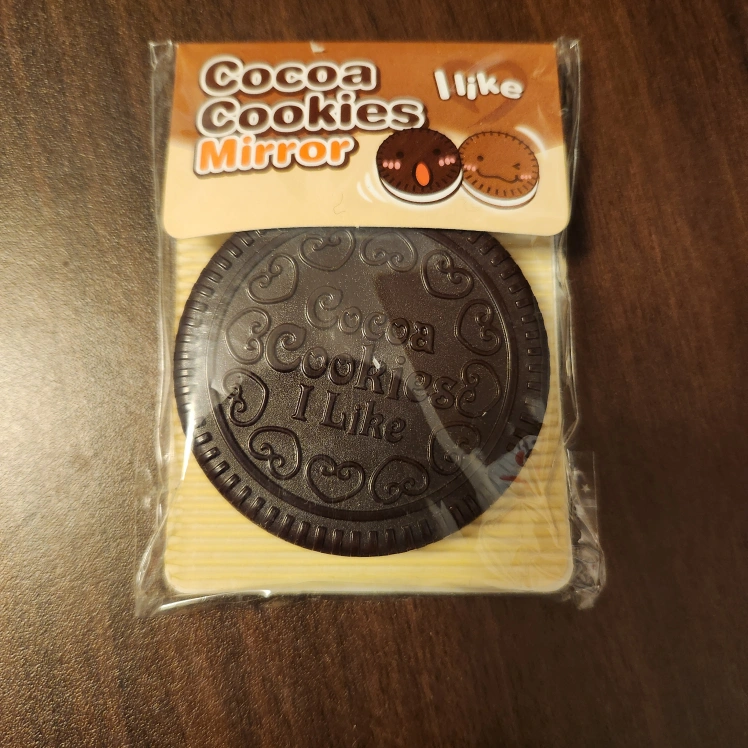 Cocoa
Cookies
Mirror
I like
Cocoa
Cookies
I Like